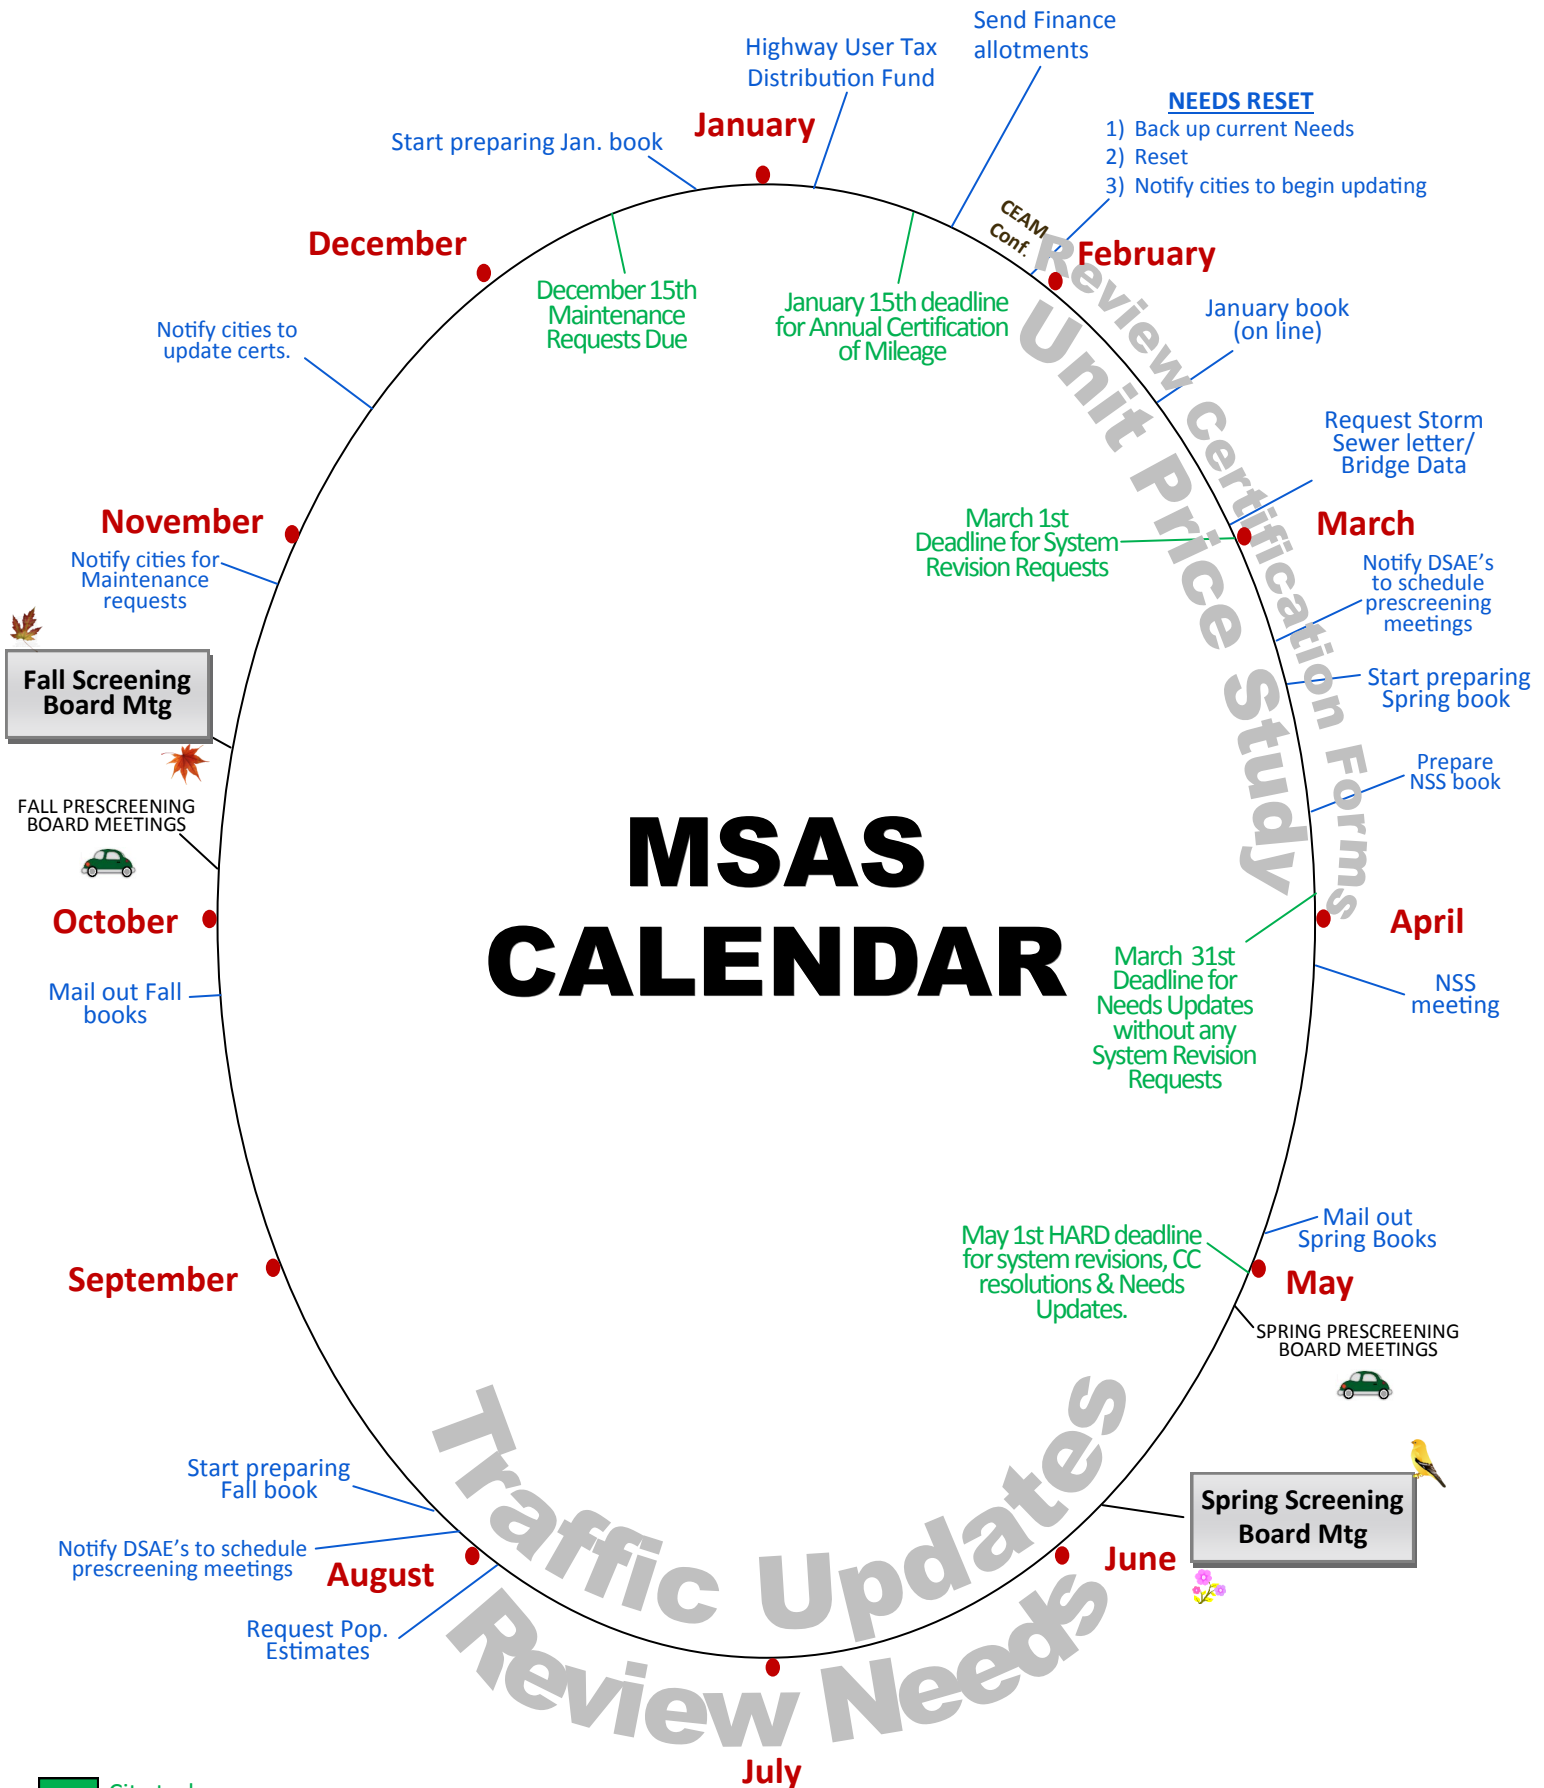 Send Finance
allotments
Highway User Tax
Distribution Fund
NEEDS RESET
1) Back up current Needs
2) Reset
3) Notify cities to begin updating
January
Start preparing Jan. book
CEAM
Conf.
February
December
December 15th
Maintenance
Requests Due
January 15th deadline
for Annual Certification
of Mileage
Review Certification Forms
Unit Price Study
January book
(on line)
Notify cities to
update certs.
Request Storm
Sewer letter/
Bridge Data
November
March 1st
Deadline for System
Revision Requests
March
Notify cities for
Maintenance
requests
Notify DSAE's
to schedule
prescreening
meetings
Fall Screening
Board Mtg
Start preparing
Spring book
Prepare
NSS book
FALL PRESCREENING
BOARD MEETINGS
MSAS
CALENDAR
October
April
March 31st
Deadline for
Needs Updates
without any
System Revision
Requests
Mail out Fall
books
NSS
meeting
Mail out
Spring Books
May 1st HARD deadline
for system revisions, CC
resolutions & Needs
Updates.
September
May
SPRING PRESCREENING
BOARD MEETINGS
Traffic Updates
Start preparing
Fall book
Spring Screening
Board Mtg
Notify DSAE's to schedule
prescreening meetings
August
June
Request Pop.
Estimates
Review Needs
July